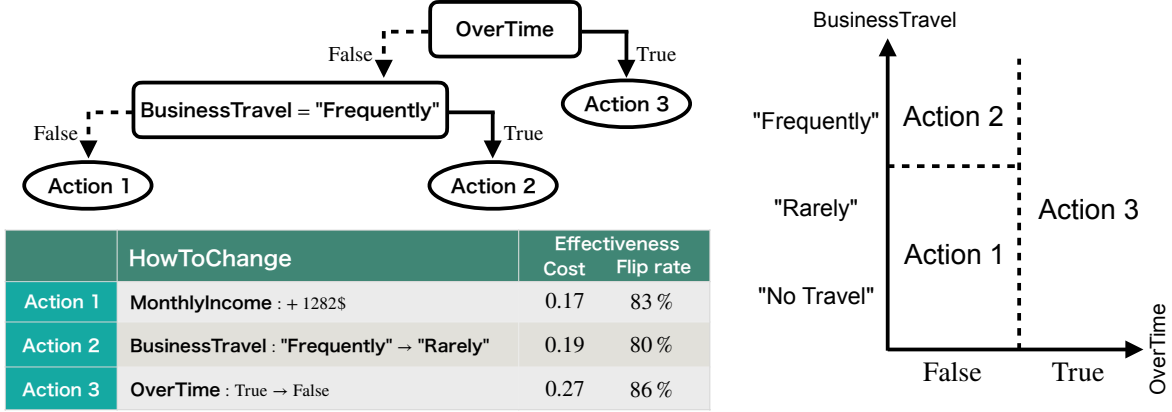 OverTime
False
True
BusinessTravel = "Frequently"
Action 3
False
True
Action 1
Action 2
HowToChange
Effectiveness
Cost
Flip rate
Action 1
MonthlyIncome : + 1282$
0.17
83 %
Action 2
BusinessTravel : "Frequently" → "Rarely"
0.19
80 %
Action 3
OverTime : True → False
0.27
86 %
BusinessTravel
"Frequently"
Action 2
"Rarely"
Action 3
Action 1
"No Travel"
False
True
OverTime